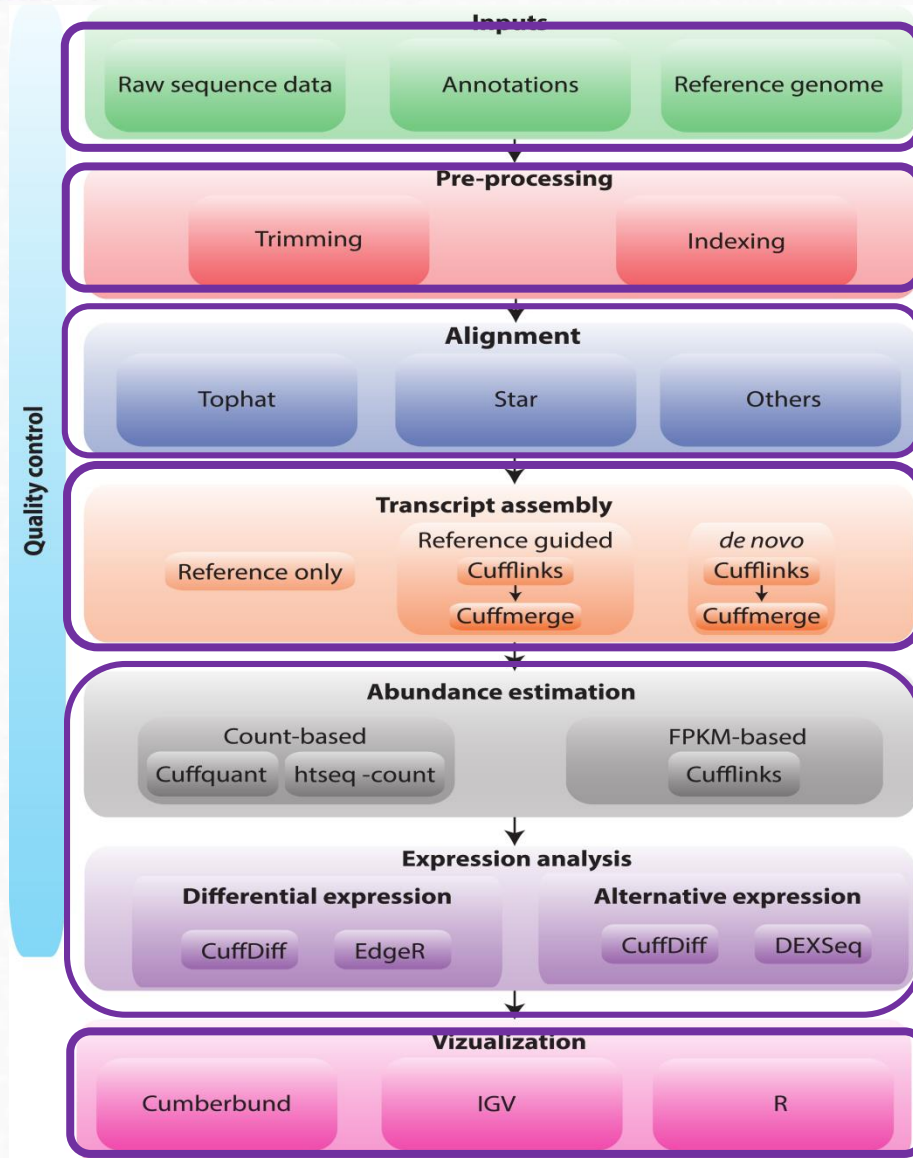 Inputs
Raw sequence data
Annotations
Reference genome
Pre-processing
Trimming
Indexing
Alignment
Tophat
Star
Others
Quality control
Transcript assembly
Reference only
Reference guided
Cufflinks
Cuffmerge
de novo
Cufflinks
Cuffmerge
Abundance estimation
Count-based
Cuffquant
htseq -count
FPKM-based
Cufflinks
Expression analysis
Differential expression
CuffDiff
EdgeR
Alternative expression
CuffDiff
DEXSeq
Vizualization
Cumberbund
IGV
R